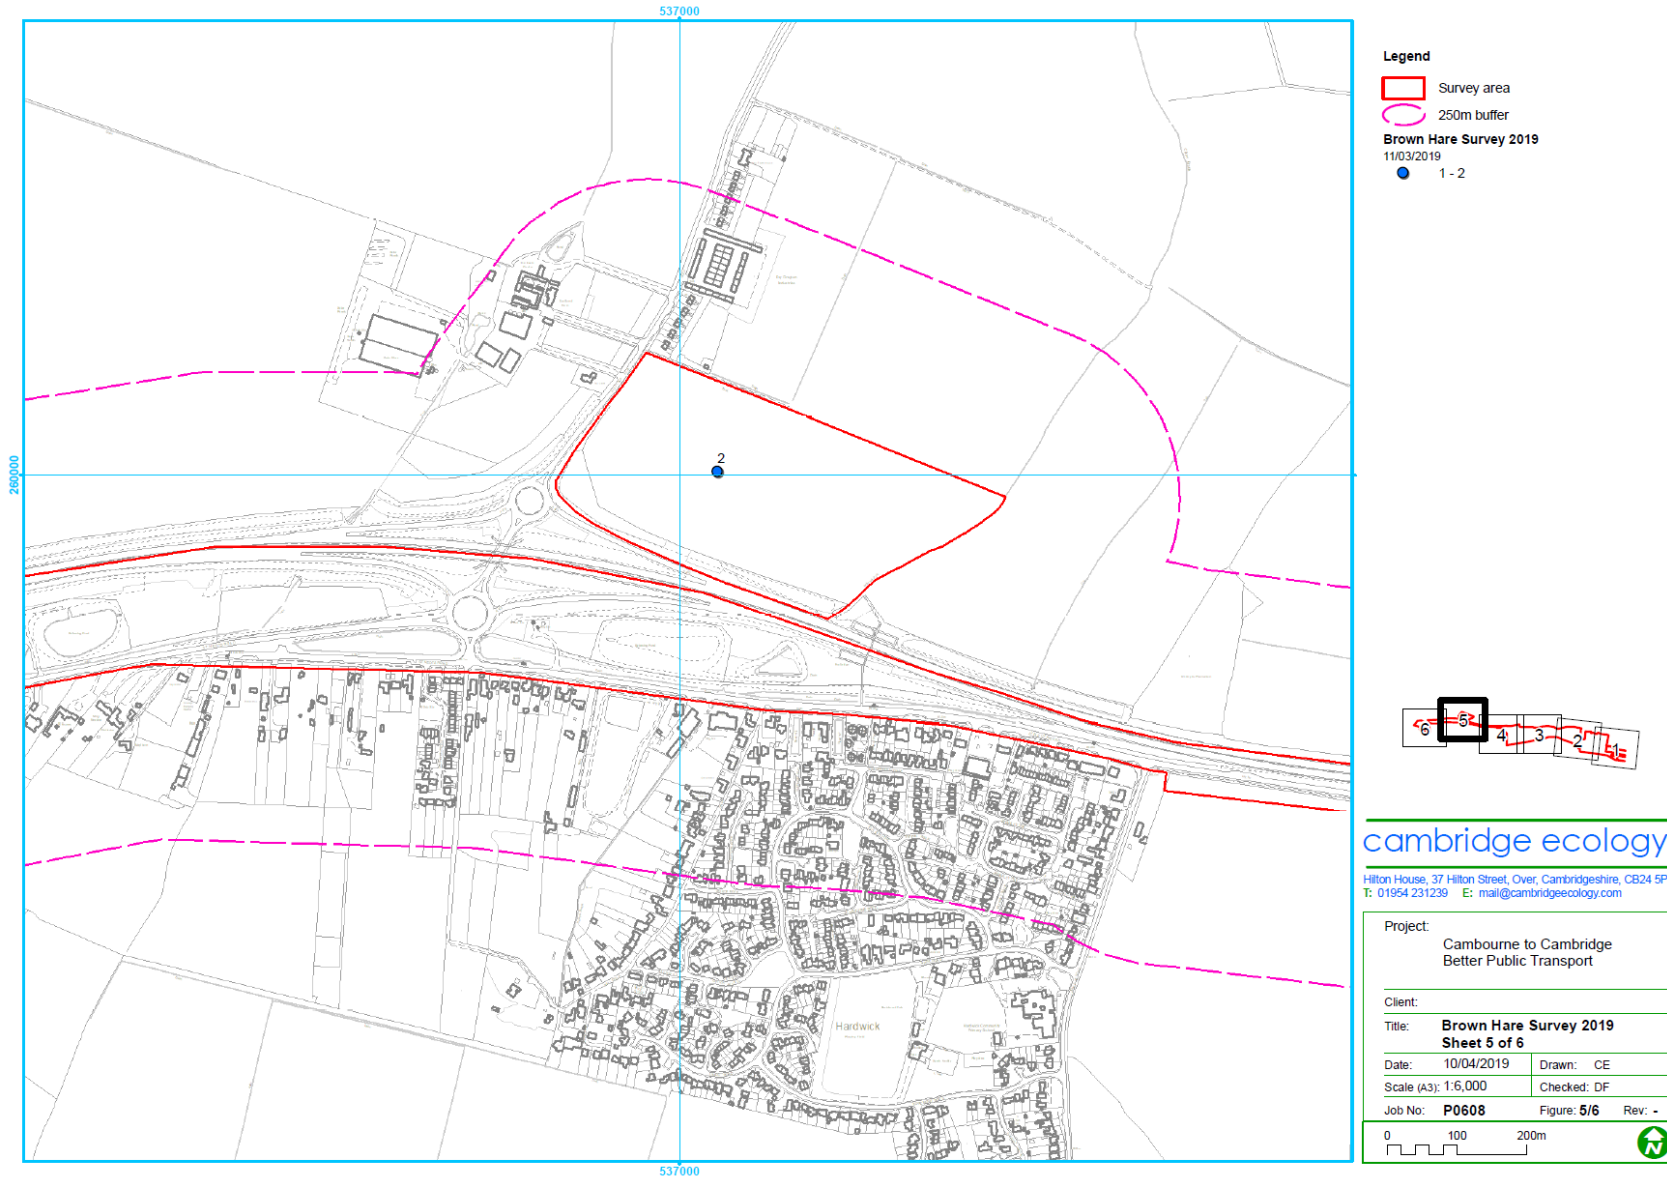 537000
Legend
Survey area
250m buffer
Brown Hare Survey 2019
11/03/2019
1 - 2
2
260000
Hardwick
6
5
4
3
2
1
cambridge ecology
Hilton House, 37 Hilton Street, Over, Cambridgeshire, CB24 5P
T: 01954 231239 E: mail@cambridgeecology.com
Project:
Cambourne to Cambridge
Better Public Transport
Client:
Title: Brown Hare Survey 2019
Sheet 5 of 6
Date: 10/04/2019 Drawn: CE
Scale (A3): 1:6,000 Checked: DF
Job No: P0608 Figure: 5/6 Rev: -
0 100 200m
N
537000